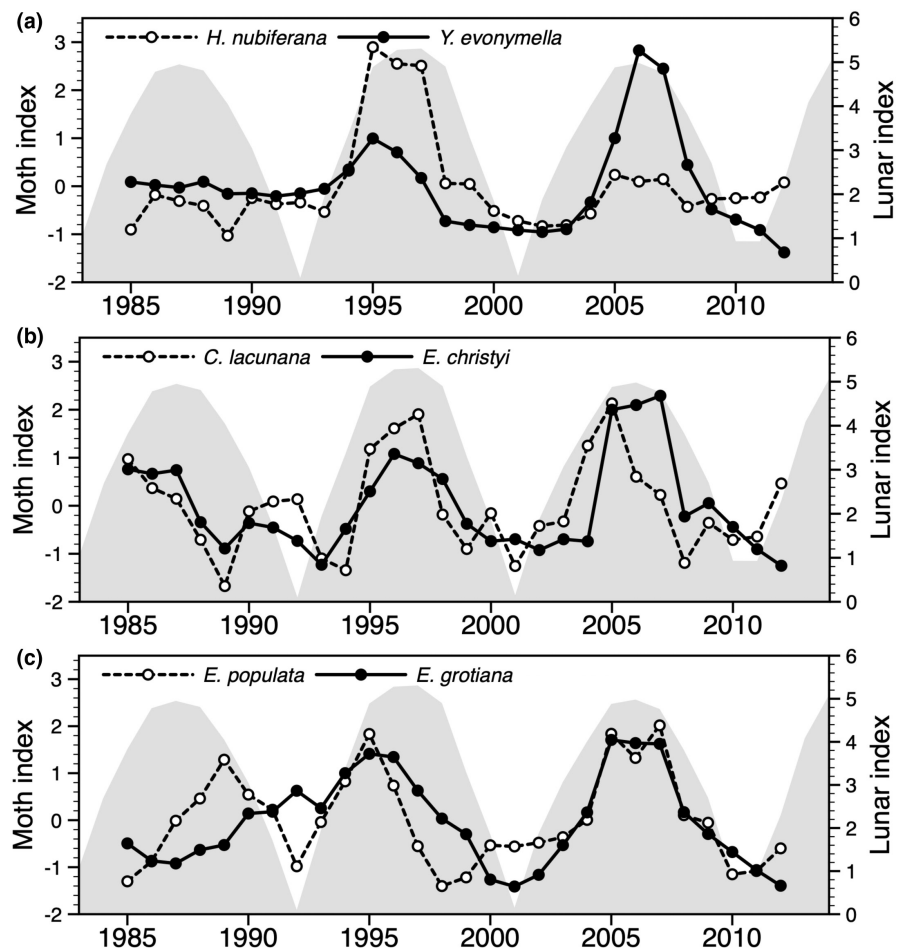 (a)
H. nubiferana Y. evonymella
Moth index
3
2
1
0
-1
-2
Lunar index
6
5
4
3
2
1
0
1985 1990 1995 2000 2005 2010
(b)
C. lacunana E. christyi
Moth index
3
2
1
0
-1
-2
Lunar index
6
5
4
3
2
1
0
1985 1990 1995 2000 2005 2010
(c)
E. populata E. grotiana
Moth index
3
2
1
0
-1
-2
Lunar index
6
5
4
3
2
1
0
1985 1990 1995 2000 2005 2010